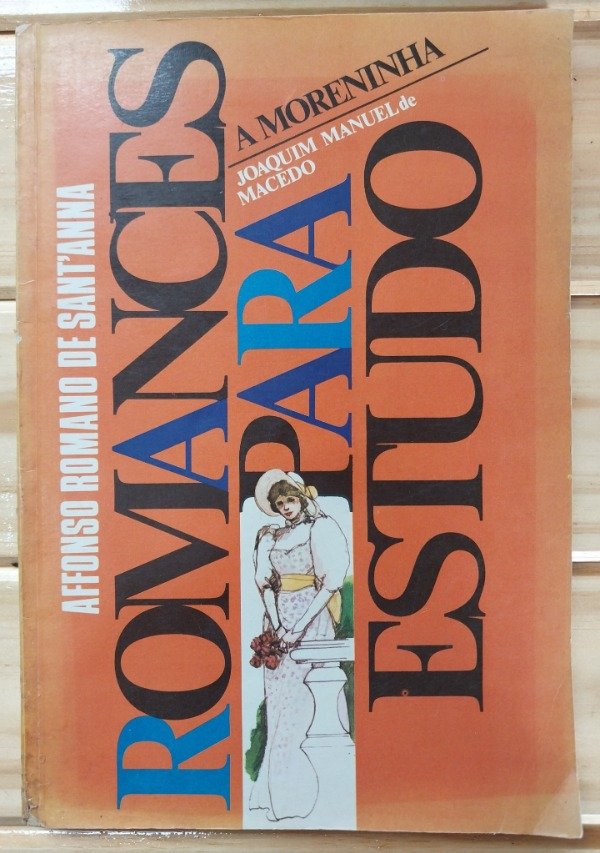 AFFONSO ROMANO DE SANT'ANNA
ROMANCES
PARA
ESTUDO
A MORENINHA
JOAQUIM MANUEL de
MACEDO